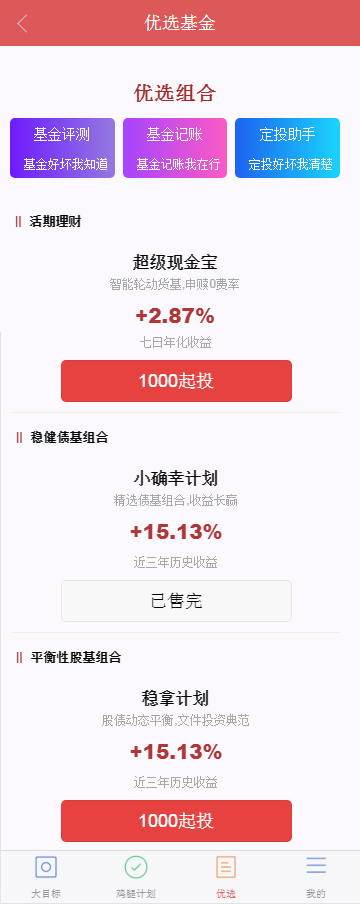 优选基金
优选组合
基金评测
基金好坏我知道
基金记账
基金记账我在行
定投助手
定投好坏我清楚
活期理财
超级现金宝
智能轮动货基,申赎0费率
+2.87%
七日年化收益
1000起投
稳健债基组合
小确幸计划
精选债基组合,收益长赢
+15.13%
近三年历史收益
已售完
平衡性股基组合
稳拿计划
股债动态平衡,文件投资典范
+15.13%
近三年历史收益
1000起投
大目标
鸡腿计划
优选
我的